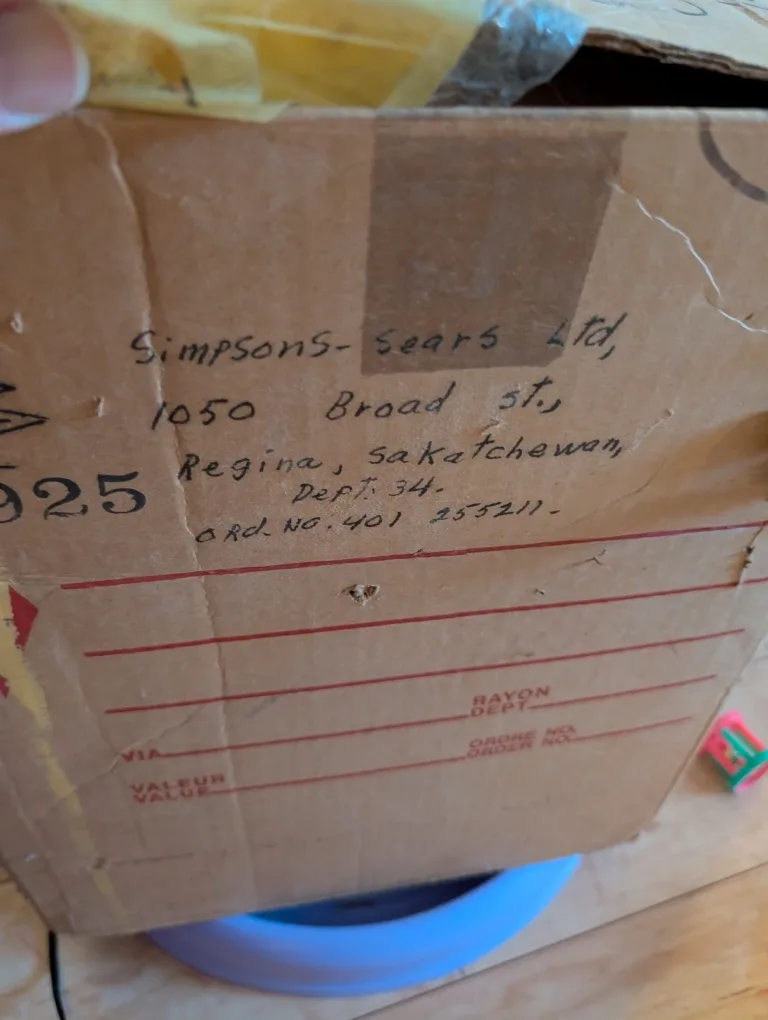 Simpsons-Sears Ltd,
1050 Broad st.,
Regina, Sakatchewan,
Dept. 34.
ORd. NO. 401 255211.
925
RAYON
DEPT
VIA
ORDRE NO.
ORDER NO.
VALEUR
VALUE